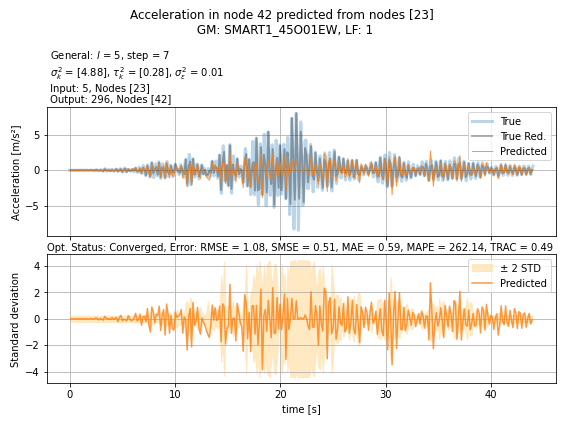 Acceleration in node 42 predicted from nodes [23]
GM: SMART1_45O01EW, LF: 1
General: l = 5, step = 7
σ²ₖ = [4.88], τ²ₖ = [0.28], σ²ε = 0.01
Input: 5, Nodes [23]
Output: 296, Nodes [42]
Acceleration [m/s²]
5
0
−5
True
True Red.
Predicted
Opt. Status: Converged, Error: RMSE = 1.08, SMSE = 0.51, MAE = 0.59, MAPE = 262.14, TRAC = 0.49
Standard deviation
4
2
0
−2
−4
± 2 STD
Predicted
0
10
20
30
40
time [s]